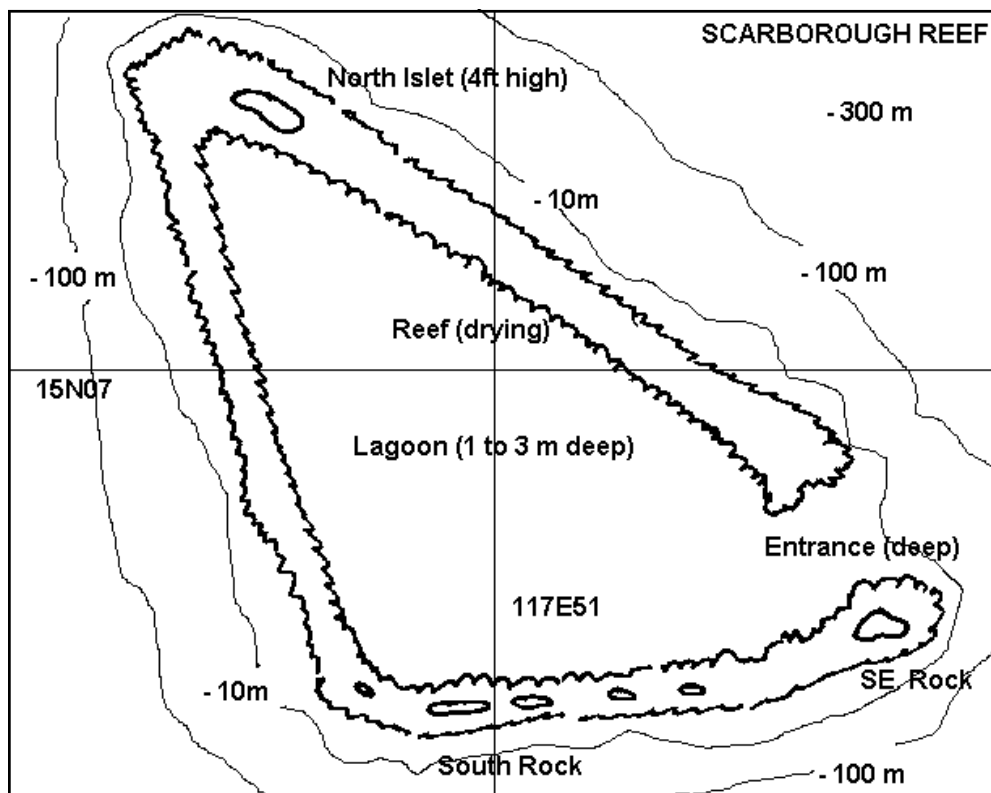 SCARBOROUGH REEF
North Islet (4ft high)
- 300 m
- 10m
- 100 m
- 100 m
Reef (drying)
15N07
Lagoon (1 to 3 m deep)
Entrance (deep)
117E51
- 10m
SE Rock
South Rock
- 100 m